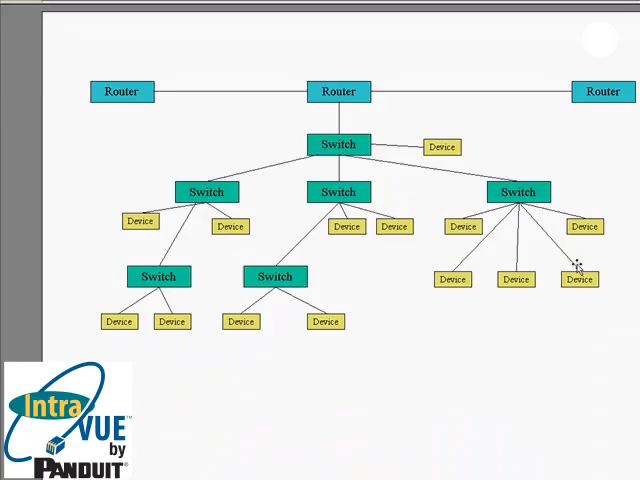 Router Router Router
Switch
Device
Switch Switch Switch
Device Device Device Device Device Device
Switch Switch Device Device Device
Device Device Device Device
Intra
VUE™
by
PANDUIT®